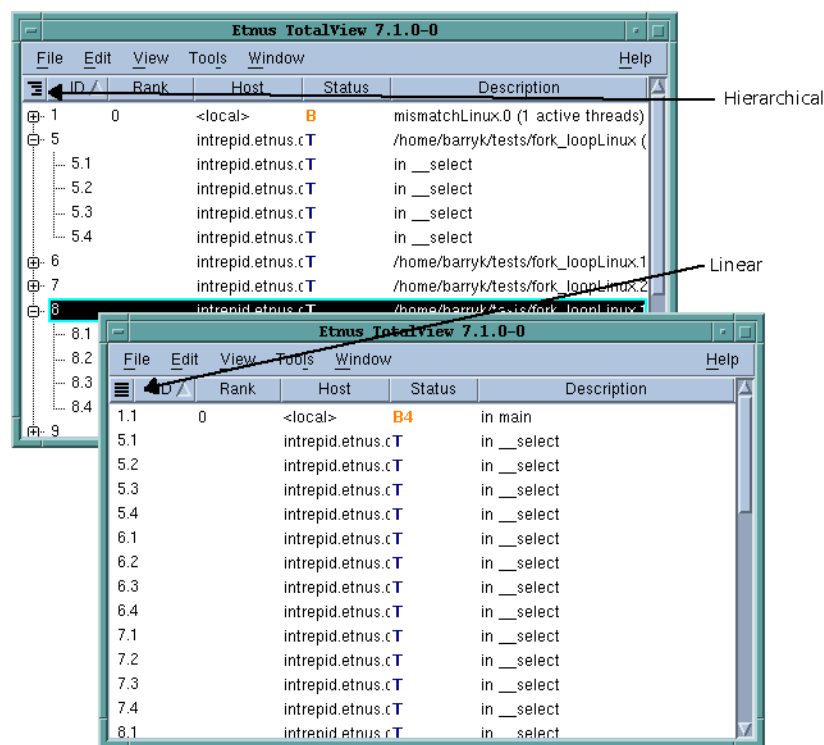 Etnus TotalView 7.1.0-0
File Edit View Tools Window Help
ID Rank Host Status Description
Hierarchical
1 0 <local> B mismatchLinux.0 (1 active threads)
5 intrepid.etnus.c T /home/barryk/tests/fork_loopLinux (
5.1 intrepid.etnus.c T in __select
5.2 intrepid.etnus.c T in __select
5.3 intrepid.etnus.c T in __select
5.4 intrepid.etnus.c T in __select
6 intrepid.etnus.c T /home/barryk/tests/fork_loopLinux.1
7 intrepid.etnus.c T /home/barryk/tests/fork_loopLinux.2
Linear
8 intrepid.etnus.c T /home/barryk/tests/fork_loopLinux.1
8.1
8.2
8.3
8.4
9
Etnus TotalView 7.1.0-0
File Edit View Tools Window Help
ID Rank Host Status Description
1.1 0 <local> B4 in main
5.1 intrepid.etnus.c T in __select
5.2 intrepid.etnus.c T in __select
5.3 intrepid.etnus.c T in __select
5.4 intrepid.etnus.c T in __select
6.1 intrepid.etnus.c T in __select
6.2 intrepid.etnus.c T in __select
6.3 intrepid.etnus.c T in __select
6.4 intrepid.etnus.c T in __select
7.1 intrepid.etnus.c T in __select
7.2 intrepid.etnus.c T in __select
7.3 intrepid.etnus.c T in __select
7.4 intrepid.etnus.c T in __select
8.1 intrepid.etnus.c T in __select